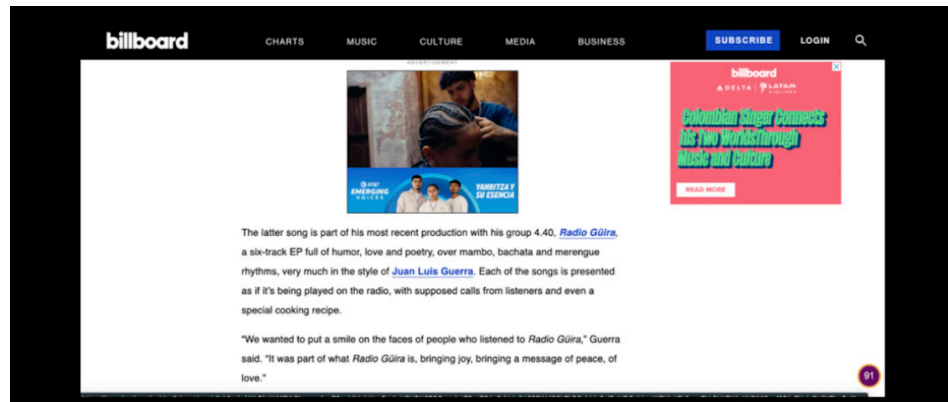 billboard
CHARTS MUSIC CULTURE MEDIA BUSINESS SUBSCRIBE LOGIN
ADVERTISEMENT
AT&T
EMERGING
VOICES
YAHRITZA Y
SU ESENCIA
billboard
DELTA | LATAM
AIRLINES
Colombian Singer Connects
his Two WorldsThrough
Music and Culture
READ MORE
The latter song is part of his most recent production with his group 4.40, Radio Güira,
a six-track EP full of humor, love and poetry, over mambo, bachata and merengue
rhythms, very much in the style of Juan Luis Guerra. Each of the songs is presented
as if it's being played on the radio, with supposed calls from listeners and even a
special cooking recipe.
“We wanted to put a smile on the faces of people who listened to Radio Güira,” Guerra
said. “It was part of what Radio Güira is, bringing joy, bringing a message of peace, of
love.”
91